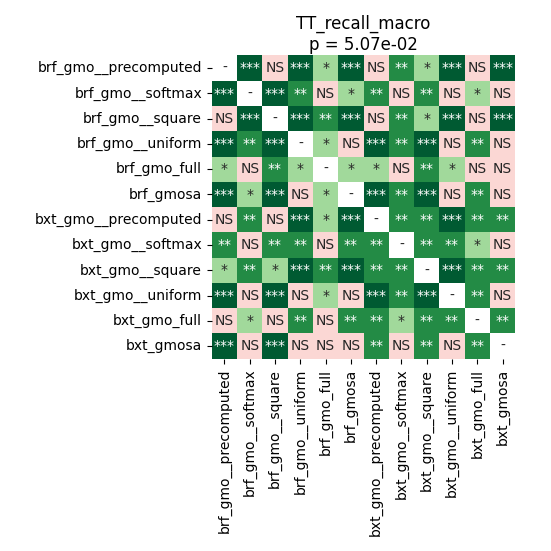 TT_recall_macro
p = 5.07e-02
brf_gmo__precomputed - *** NS *** * *** NS ** * *** NS ***
brf_gmo__softmax *** - *** ** NS * ** NS ** NS * NS
brf_gmo__square NS *** - *** ** *** NS ** * *** NS ***
brf_gmo__uniform *** ** *** - * NS *** ** *** NS ** NS
brf_gmo_full * NS ** * - * * NS ** * NS NS
brf_gmosa *** * *** NS * - *** ** *** NS ** NS
bxt_gmo__precomputed NS ** NS *** * *** - ** ** *** ** **
bxt_gmo__softmax ** NS ** ** NS ** ** - ** ** * NS
bxt_gmo__square * ** * *** ** *** ** ** - *** ** **
bxt_gmo__uniform *** NS *** NS * NS *** ** *** - ** NS
bxt_gmo_full NS * NS ** NS ** ** * ** ** - **
bxt_gmosa *** NS *** NS NS NS ** NS ** NS ** -
brf_gmo__precomputed
brf_gmo__softmax
brf_gmo__square
brf_gmo__uniform
brf_gmo_full
brf_gmosa
bxt_gmo__precomputed
bxt_gmo__softmax
bxt_gmo__square
bxt_gmo__uniform
bxt_gmo_full
bxt_gmosa